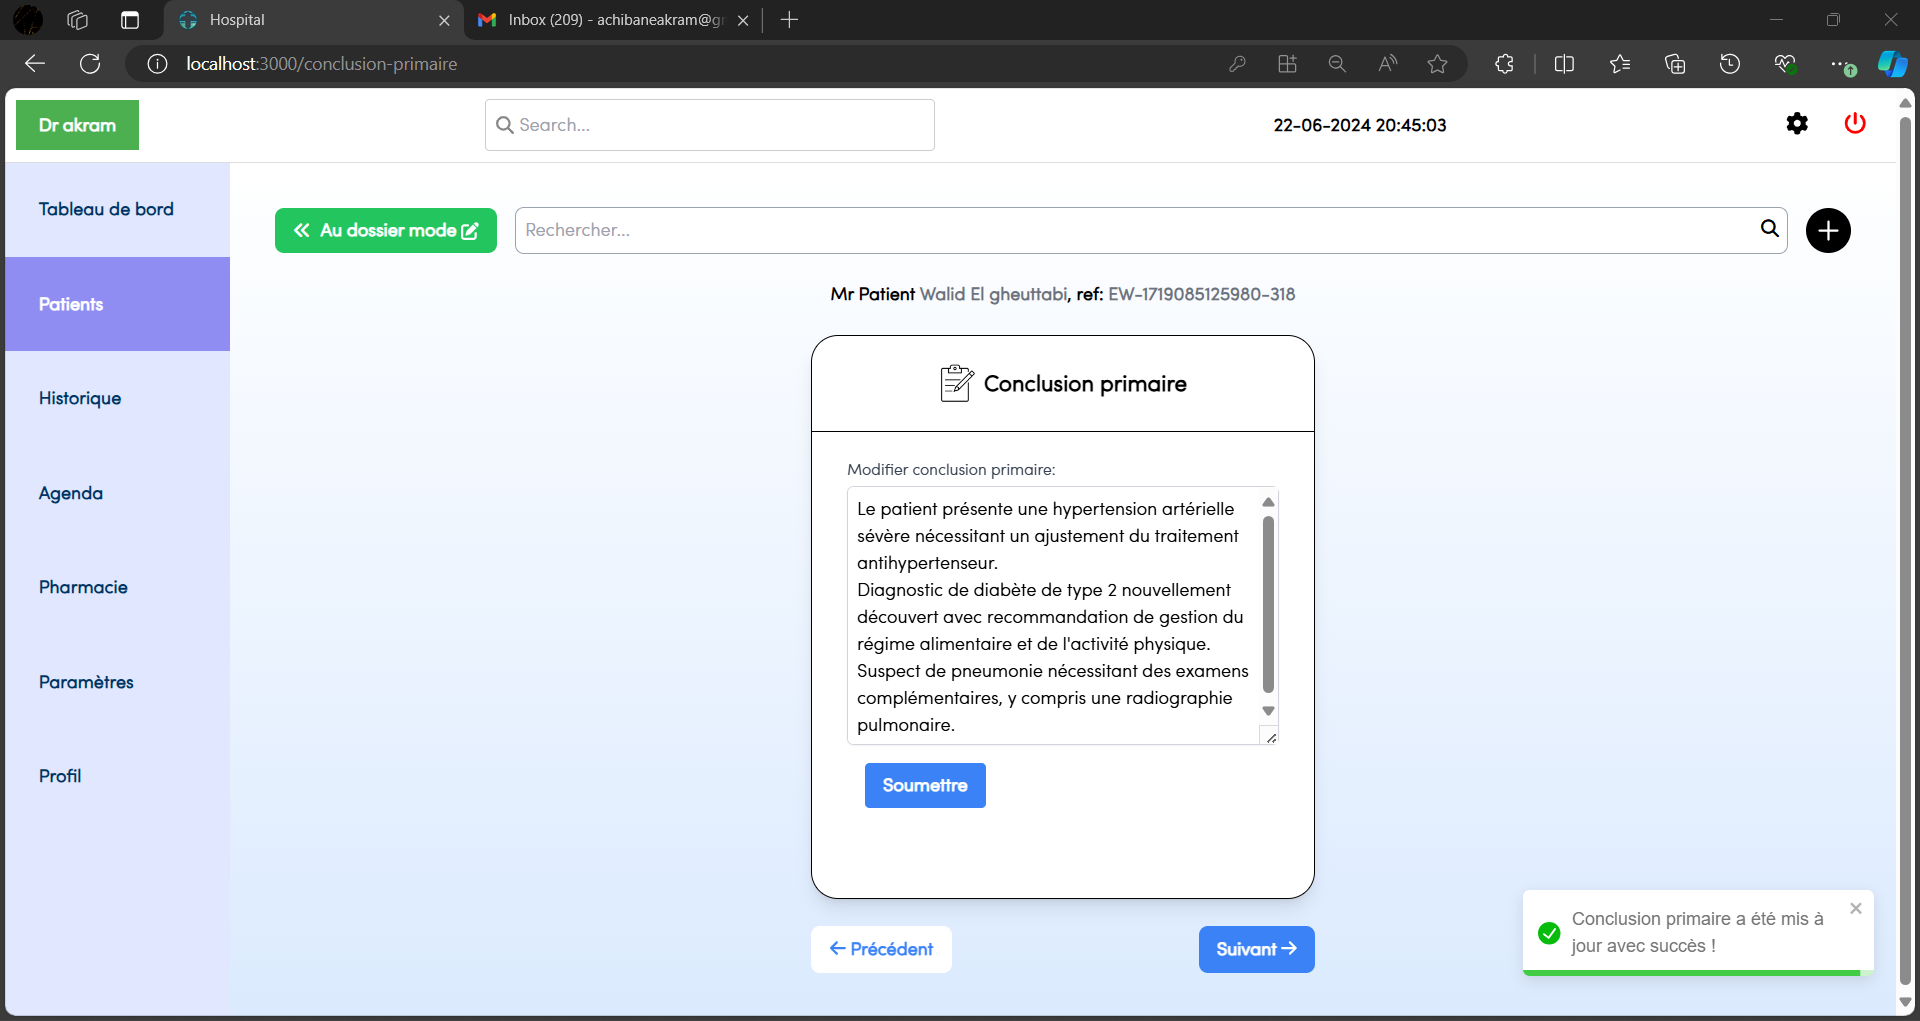 Hospital
Inbox (209) - achibaneakram@gr
localhost:3000/conclusion-primaire
Dr akram
Search...
22-06-2024 20:45:03
Tableau de bord
Patients
Historique
Agenda
Pharmacie
Paramètres
Profil
Au dossier mode
Rechercher...
Mr Patient Walid El gheuttabi, ref: EW-1719085125980-318
Conclusion primaire
Modifier conclusion primaire:
Le patient présente une hypertension artérielle
sévère nécessitant un ajustement du traitement
antihypertenseur.
Diagnostic de diabète de type 2 nouvellement
découvert avec recommandation de gestion du
régime alimentaire et de l'activité physique.
Suspect de pneumonie nécessitant des examens
complémentaires, y compris une radiographie
pulmonaire.
Soumettre
Précédent
Suivant
Conclusion primaire a été mis à
jour avec succès !